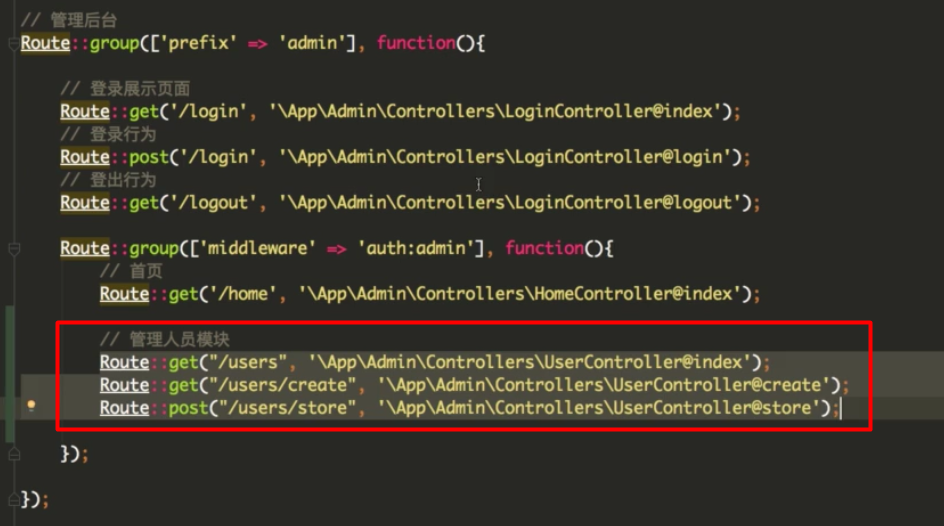 // 管理后台
Route::group(['prefix' => 'admin'], function(){
// 登录展示页面
Route::get('/login', '\App\Admin\Controllers\LoginController@index');
// 登录行为
Route::post('/login', '\App\Admin\Controllers\LoginController@login');
// 登出行为
Route::get('/logout', '\App\Admin\Controllers\LoginController@logout');
Route::group(['middleware' => 'auth:admin'], function(){
// 首页
Route::get('/home', '\App\Admin\Controllers\HomeController@index');
// 管理人员模块
Route::get("/users", '\App\Admin\Controllers\UserController@index');
Route::get("/users/create", '\App\Admin\Controllers\UserController@create');
Route::post("/users/store", '\App\Admin\Controllers\UserController@store');
});
});